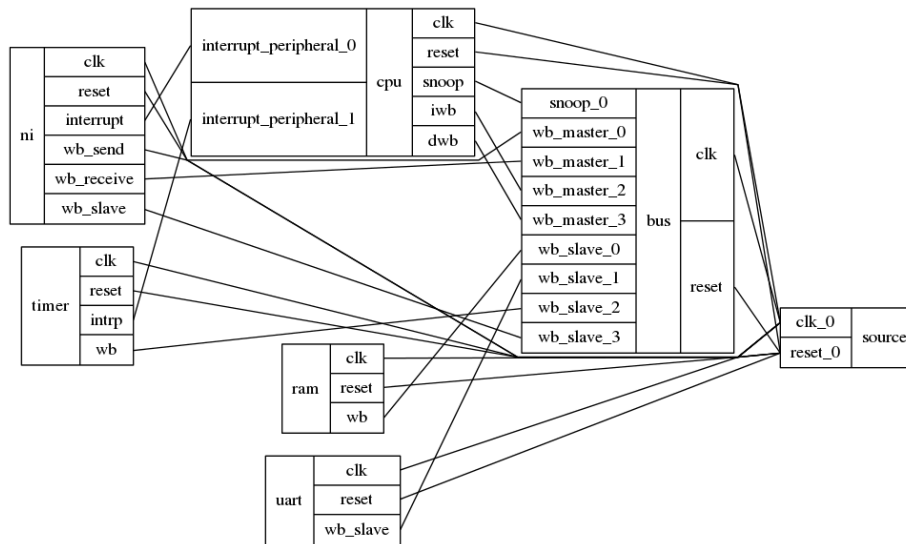 ni
clk
reset
interrupt
wb_send
wb_receive
wb_slave
interrupt_peripheral_0
interrupt_peripheral_1
cpu
clk
reset
snoop
iwb
dwb
snoop_0
wb_master_0
wb_master_1
wb_master_2
wb_master_3
wb_slave_0
wb_slave_1
wb_slave_2
wb_slave_3
bus
clk
reset
timer
clk
reset
intrp
wb
clk_0
reset_0
source
ram
clk
reset
wb
uart
clk
reset
wb_slave